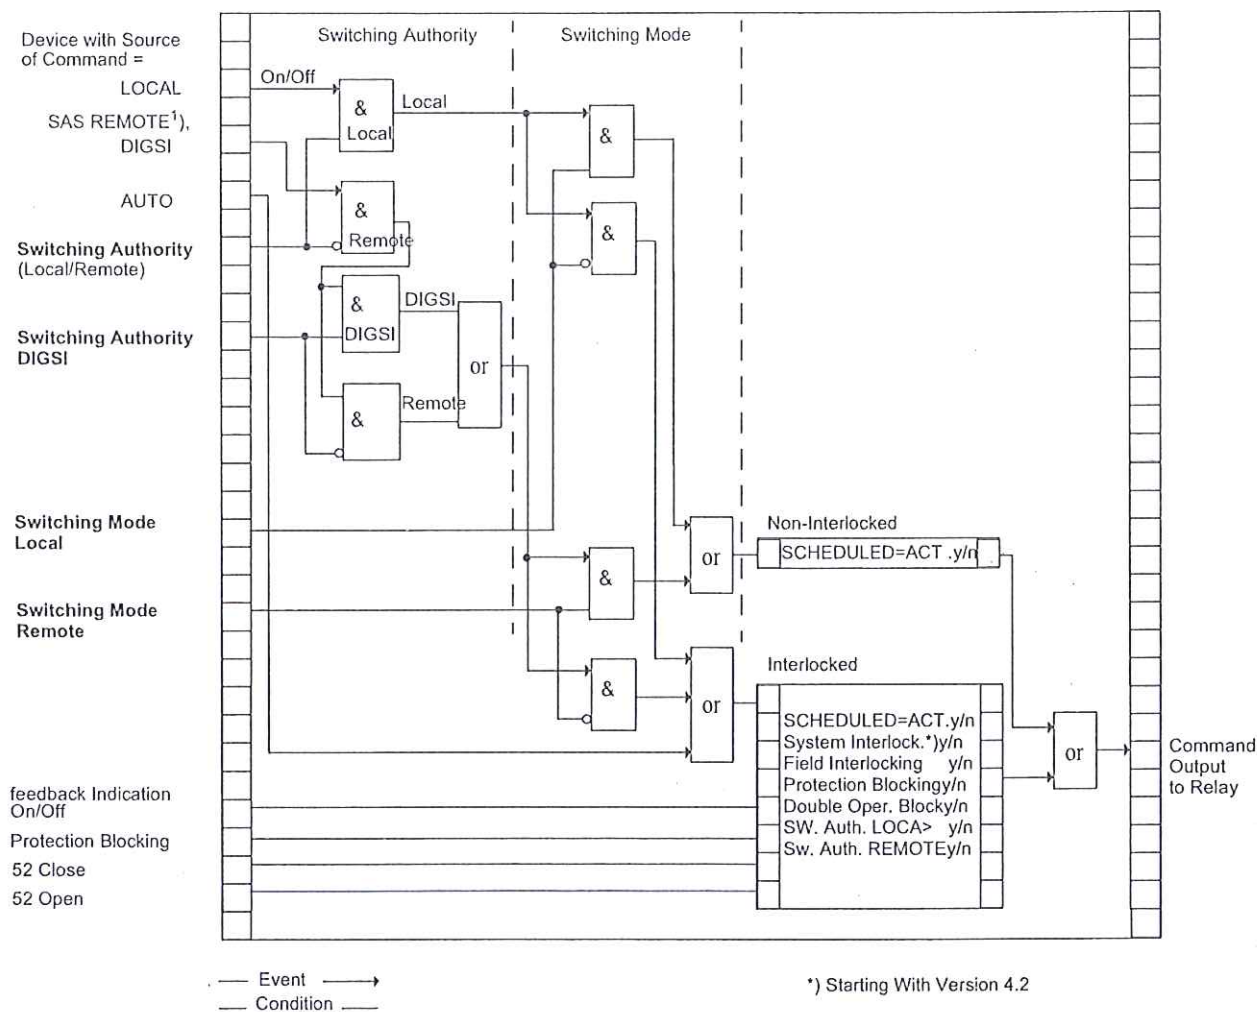 Device with Source
of Command =
LOCAL
SAS REMOTE¹),
DIGSI
AUTO
Switching Authority
(Local/Remote)
Switching Authority
DIGSI
Switching Mode
Local
Switching Mode
Remote
feedback Indication
On/Off
Protection Blocking
52 Close
52 Open
Switching Authority
Switching Mode
On/Off
&
Local
Local
&
Remote
&
DIGSI
DIGSI
&
Remote
or
&
&
&
&
or
or
Non-Interlocked
SCHEDULED=ACT .y/n
Interlocked
SCHEDULED=ACT.y/n
System Interlock.*)y/n
Field Interlocking y/n
Protection Blockingy/n
Double Oper. Blocky/n
SW. Auth. LOCA> y/n
Sw. Auth. REMOTEy/n
or
Command
Output
to Relay
Event
Condition
*) Starting With Version 4.2